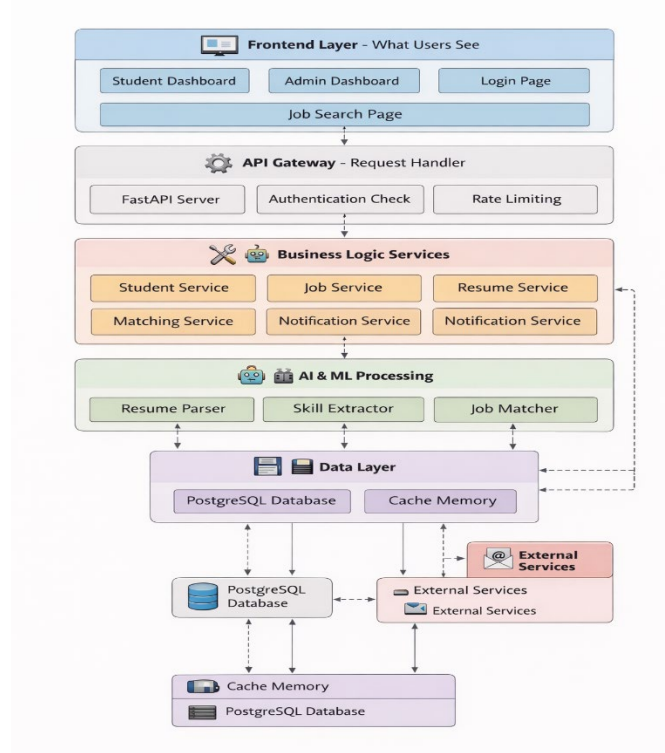 Frontend Layer - What Users See
Student Dashboard
Admin Dashboard
Login Page
Job Search Page
API Gateway - Request Handler
FastAPI Server
Authentication Check
Rate Limiting
Business Logic Services
Student Service
Job Service
Resume Service
Matching Service
Notification Service
Notification Service
AI & ML Processing
Resume Parser
Skill Extractor
Job Matcher
Data Layer
PostgreSQL Database
Cache Memory
@ External
Services
PostgreSQL
Database
External Services
External Services
Cache Memory
PostgreSQL Database